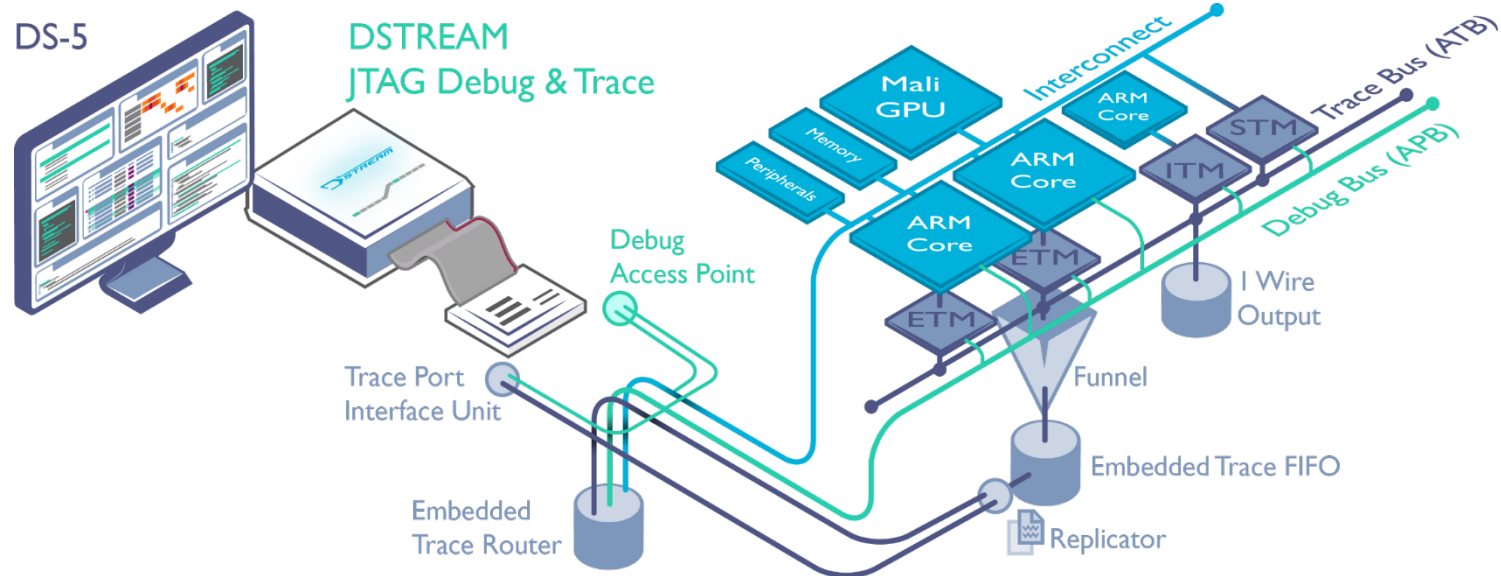 DS-5
DSTREAM
JTAG Debug & Trace
DSTREAM
Mali
GPU
Memory
Peripherals
Interconnect
ARM
Core
ARM
Core
ARM
Core
STM
ITM
ETM
ETM
Trace Bus (ATB)
Debug Bus (APB)
Debug
Access Point
1 Wire
Output
Trace Port
Interface Unit
Funnel
Embedded Trace FIFO
Embedded
Trace Router
Replicator